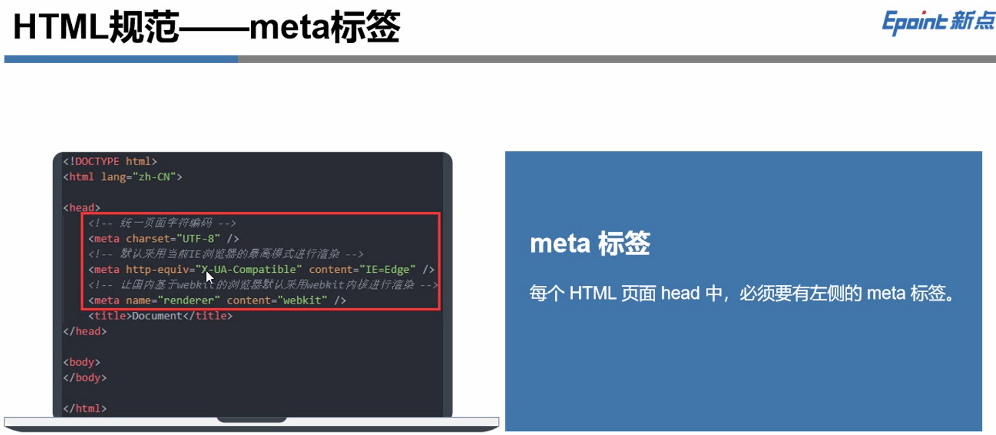 HTML规范——meta标签
Epoint 新点
<!DOCTYPE html>
<html lang="zh-CN">
<head>
<!-- 统一页面字符编码 -->
<meta charset="UTF-8" />
<!-- 默认采用当前IE浏览器的最高模式进行渲染 -->
<meta http-equiv="X-UA-Compatible" content="IE=Edge" />
<!-- 让国内基于webkit的浏览器默认采用webkit内核进行渲染 -->
<meta name="renderer" content="webkit" />
<title>Document</title>
</head>
<body>
</body>
</html>
meta 标签
每个 HTML 页面 head 中，必须要有左侧的 meta 标签。